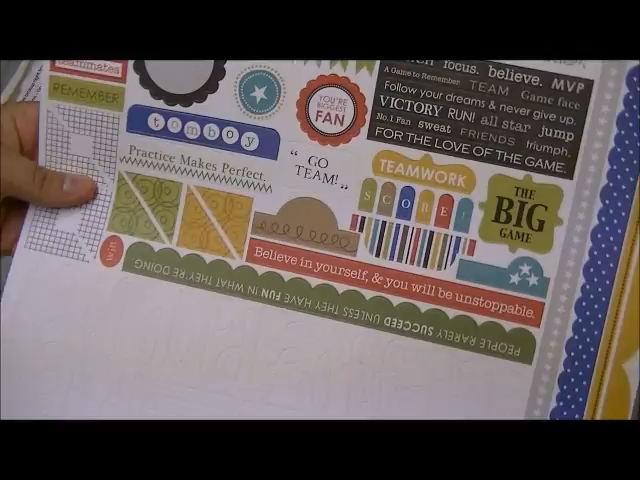 teammates
REMEMBER
YOU'RE
BIGGEST
FAN
focus. believe. MVP
A Game to Remember. TEAM Game face
Follow your dreams & never give up.
VICTORY RUN! all star jump
No.1 Fan sweat FRIENDS triumph.
FOR THE LOVE OF THE GAME.
tomboy
Practice Makes Perfect.
“ GO
TEAM! „
TEAMWORK
SCORE!
THE
BIG
GAME
win
Believe in yourself, & you will be unstoppable.
PEOPLE RARELY SUCCEED UNLESS THEY HAVE FUN IN WHAT THEY'RE DOING.